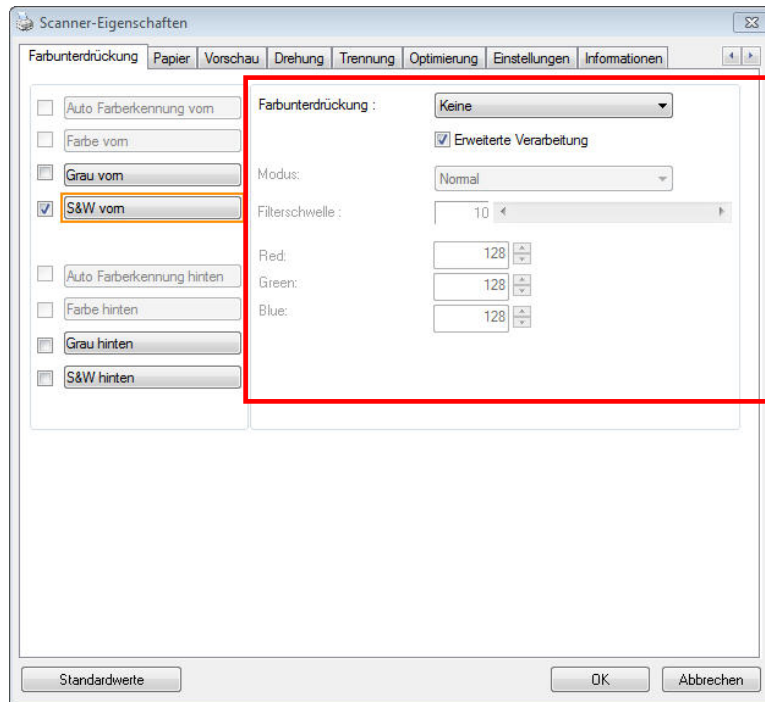 Scanner-Eigenschaften
Farbunterdrückung Papier Vorschau Drehung Trennung Optimierung Einstellungen Informationen
Auto Farberkennung vorn
Farbe vorn
Grau vorn
S&W vorn
Auto Farberkennung hinten
Farbe hinten
Grau hinten
S&W hinten
Farbunterdrückung : Keine
Erweiterte Verarbeitung
Modus: Normal
Filterschwelle : 10
Red: 128
Green: 128
Blue: 128
Standardwerte OK Abbrechen